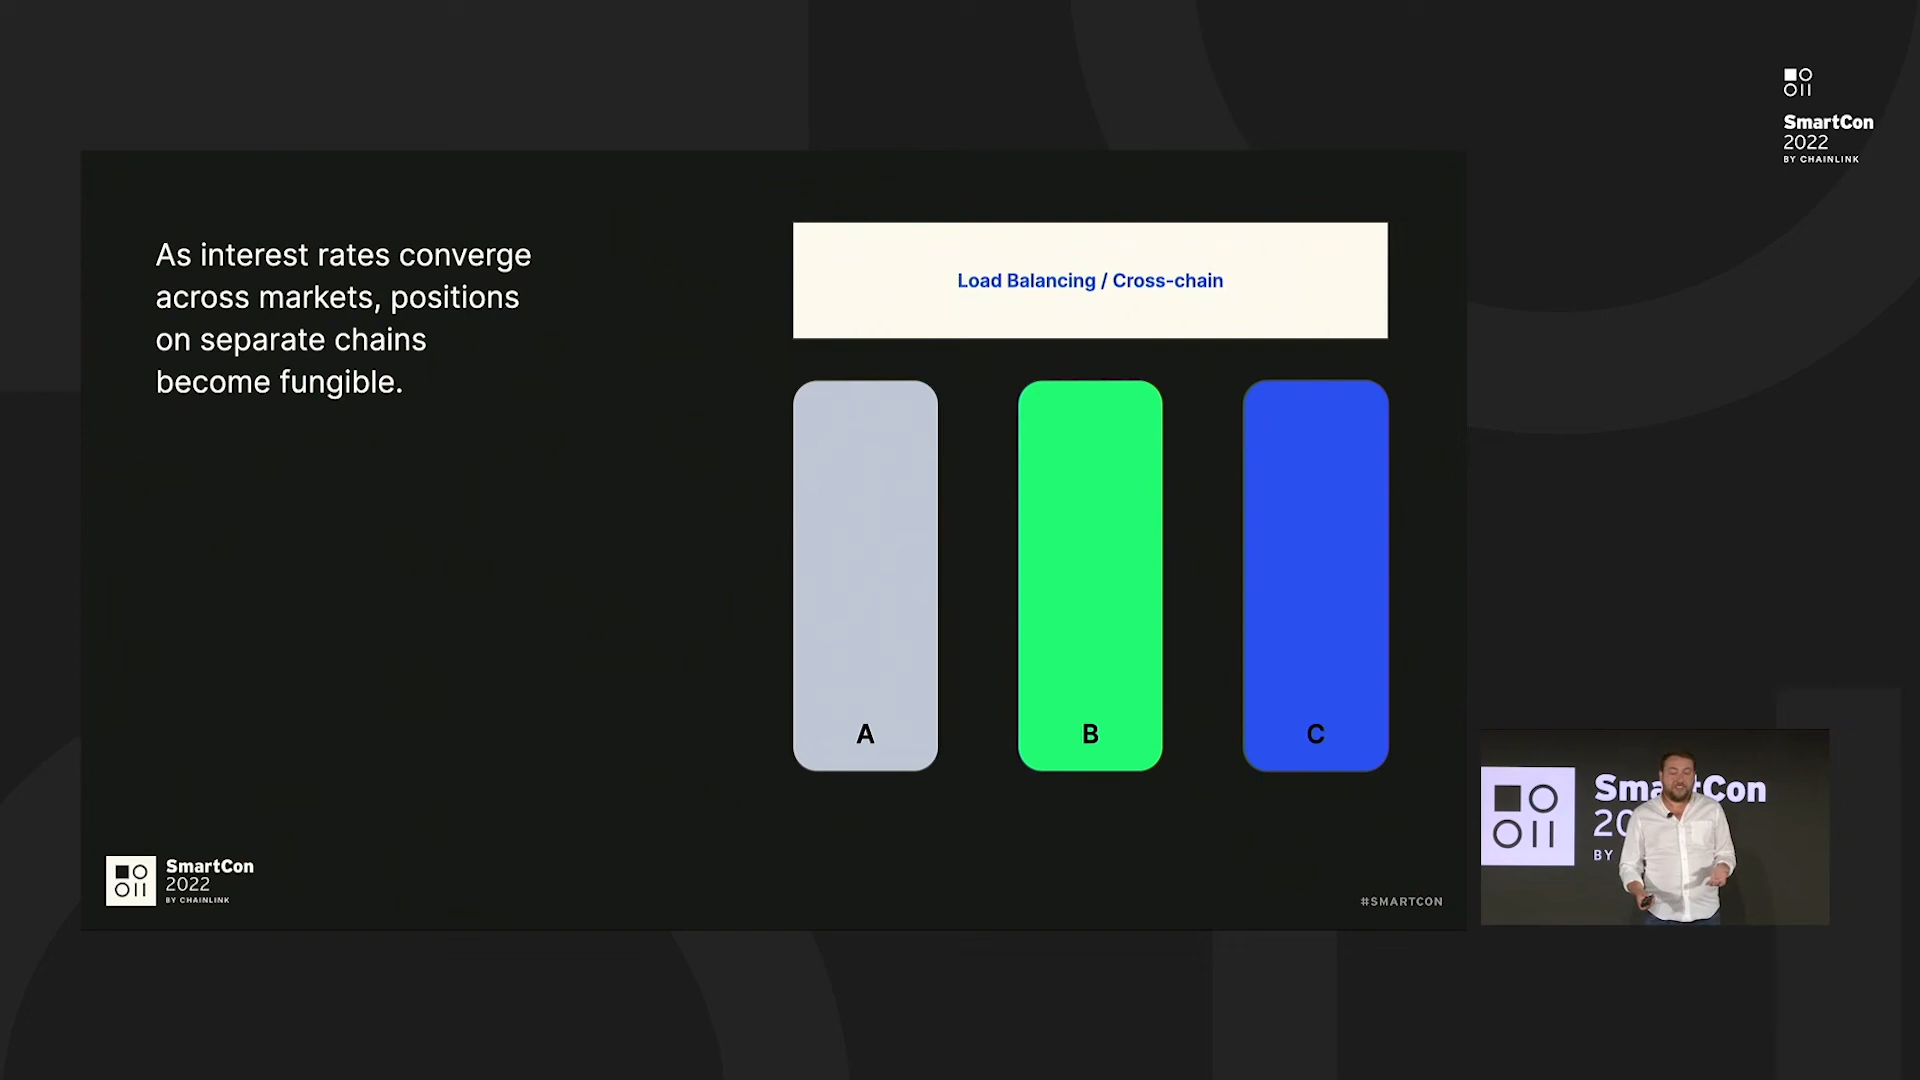 SmartCon
2022
BY CHAINLINK
As interest rates converge
across markets, positions
on separate chains
become fungible.
Load Balancing / Cross-chain
A
B
C
SmartCon
2022
BY CHAINLINK
#SMARTCON
SmartCon
20
BY